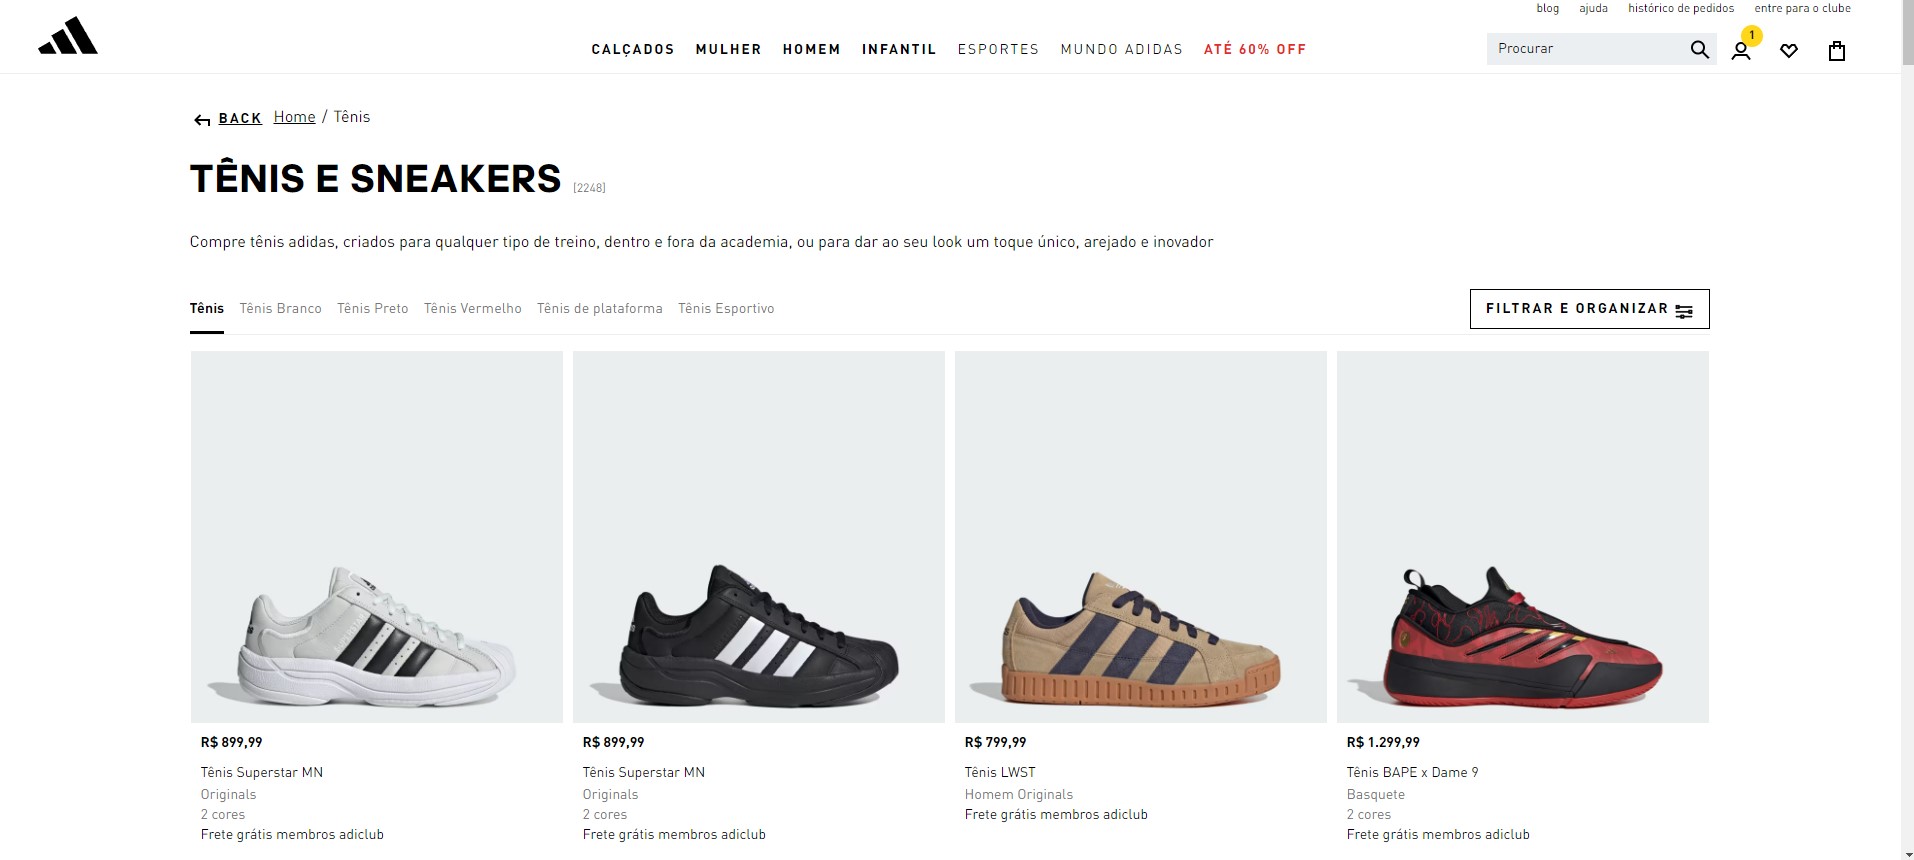 blog ajuda histórico de pedidos entre para o clube
CALÇADOS MULHER HOMEM INFANTIL ESPORTES MUNDO ADIDAS ATÉ 60% OFF
Procurar
1
BACK Home / Tênis
TÊNIS E SNEAKERS [2248]
Compre tênis adidas, criados para qualquer tipo de treino, dentro e fora da academia, ou para dar ao seu look um toque único, arejado e inovador
Tênis Tênis Branco Tênis Preto Tênis Vermelho Tênis de plataforma Tênis Esportivo
FILTRAR E ORGANIZAR
R$ 899,99
Tênis Superstar MN
Originals
2 cores
Frete grátis membros adiclub
R$ 899,99
Tênis Superstar MN
Originals
2 cores
Frete grátis membros adiclub
R$ 799,99
Tênis LWST
Homem Originals
Frete grátis membros adiclub
R$ 1.299,99
Tênis BAPE x Dame 9
Basquete
2 cores
Frete grátis membros adiclub